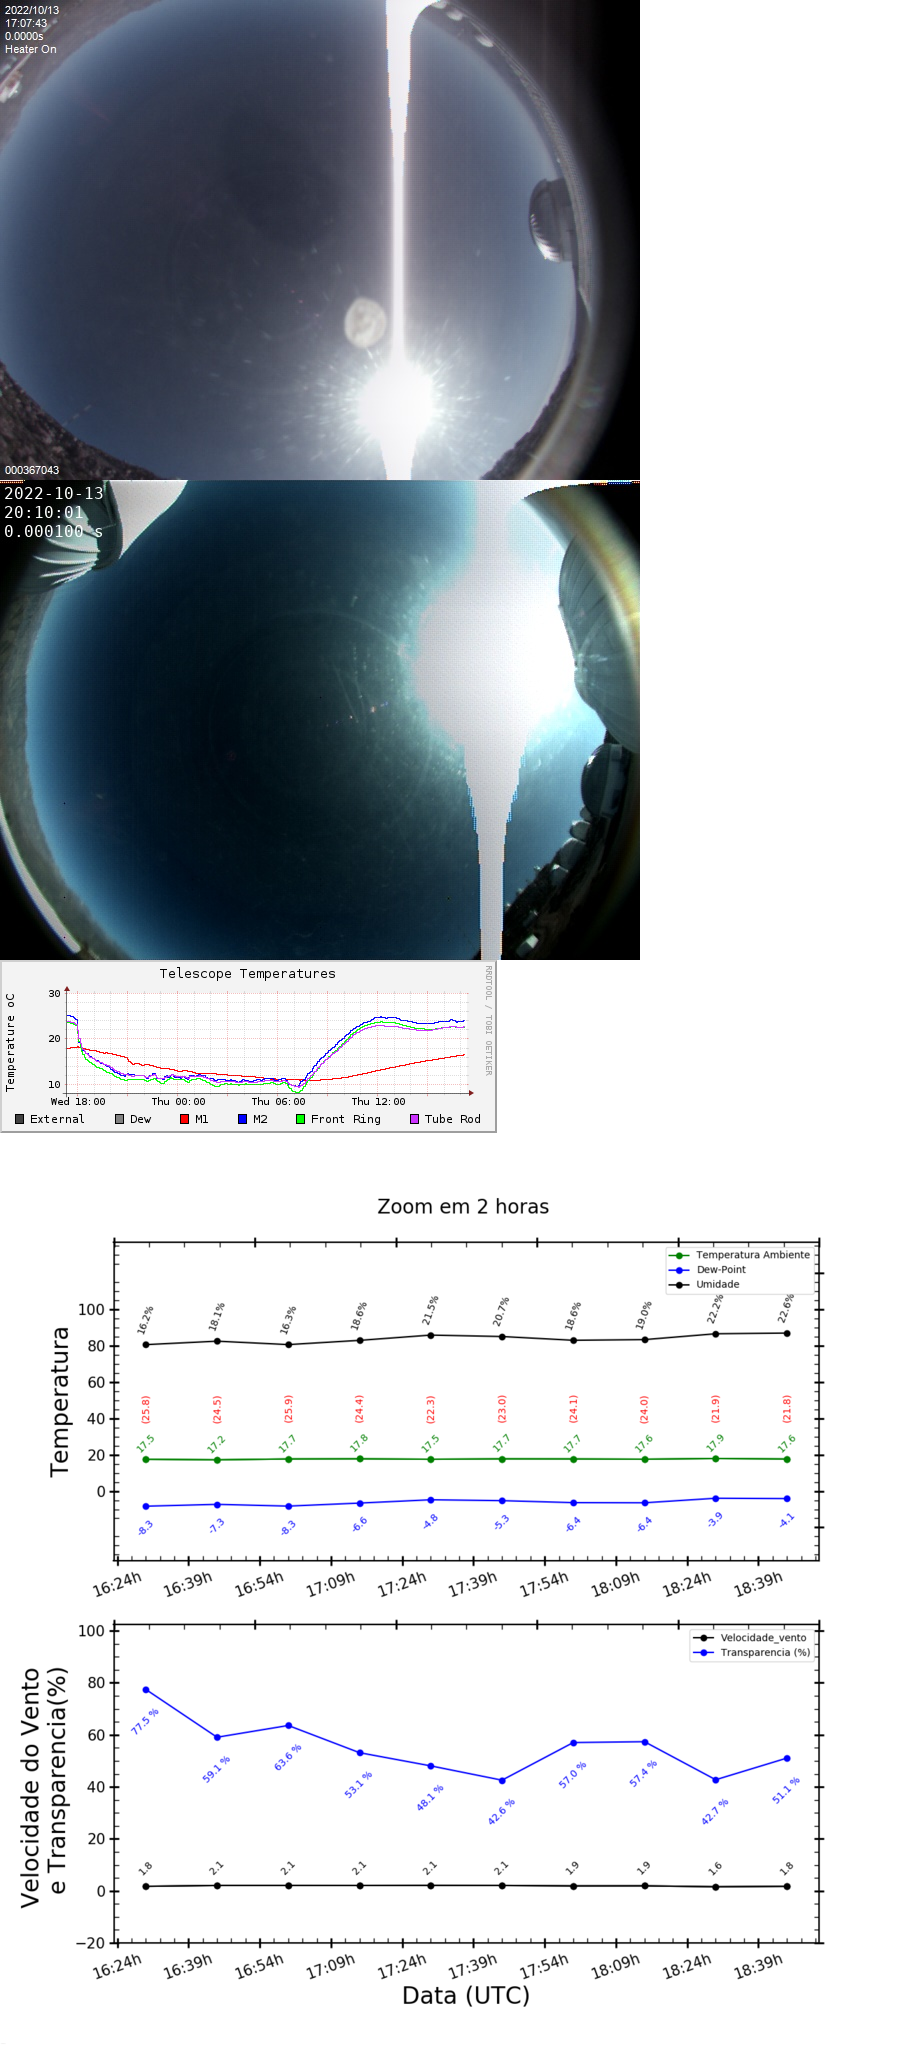 2022/10/13
17:07:43
0.0000s
Heater On
000367043
2022-10-13
20:10:01
0.000100 s
Telescope Temperatures
RRDTOOL / TOBI OETIKER
Temperature oC
30
20
10
Wed 18:00 Thu 00:00 Thu 06:00 Thu 12:00
External Dew M1 M2 Front Ring Tube Rod
Zoom em 2 horas
Temperatura Ambiente
Dew-Point
Umidade
Temperatura
100
80
60
40
20
0
16.2% 18.1% 16.3% 18.6% 21.5% 20.7% 18.6% 19.0% 22.2% 22.6%
(25.8) (24.5) (25.9) (24.4) (22.3) (23.0) (24.1) (24.0) (21.9) (21.8)
17.5 17.2 17.7 17.8 17.5 17.7 17.7 17.6 17.9 17.6
-8.3 -7.3 -8.3 -6.6 -4.8 -5.3 -6.4 -6.4 -3.9 -4.1
16:24h 16:39h 16:54h 17:09h 17:24h 17:39h 17:54h 18:09h 18:24h 18:39h
Velocidade_vento
Transparencia (%)
Velocidade do Vento
e Transparencia(%)
100
80
60
40
20
0
−20
77.5 % 59.1 % 63.6 % 53.1 % 48.1 % 42.6 % 57.0 % 57.4 % 42.7 % 51.1 %
1.8 2.1 2.1 2.1 2.1 2.1 1.9 1.9 1.6 1.8
16:24h 16:39h 16:54h 17:09h 17:24h 17:39h 17:54h 18:09h 18:24h 18:39h
Data (UTC)